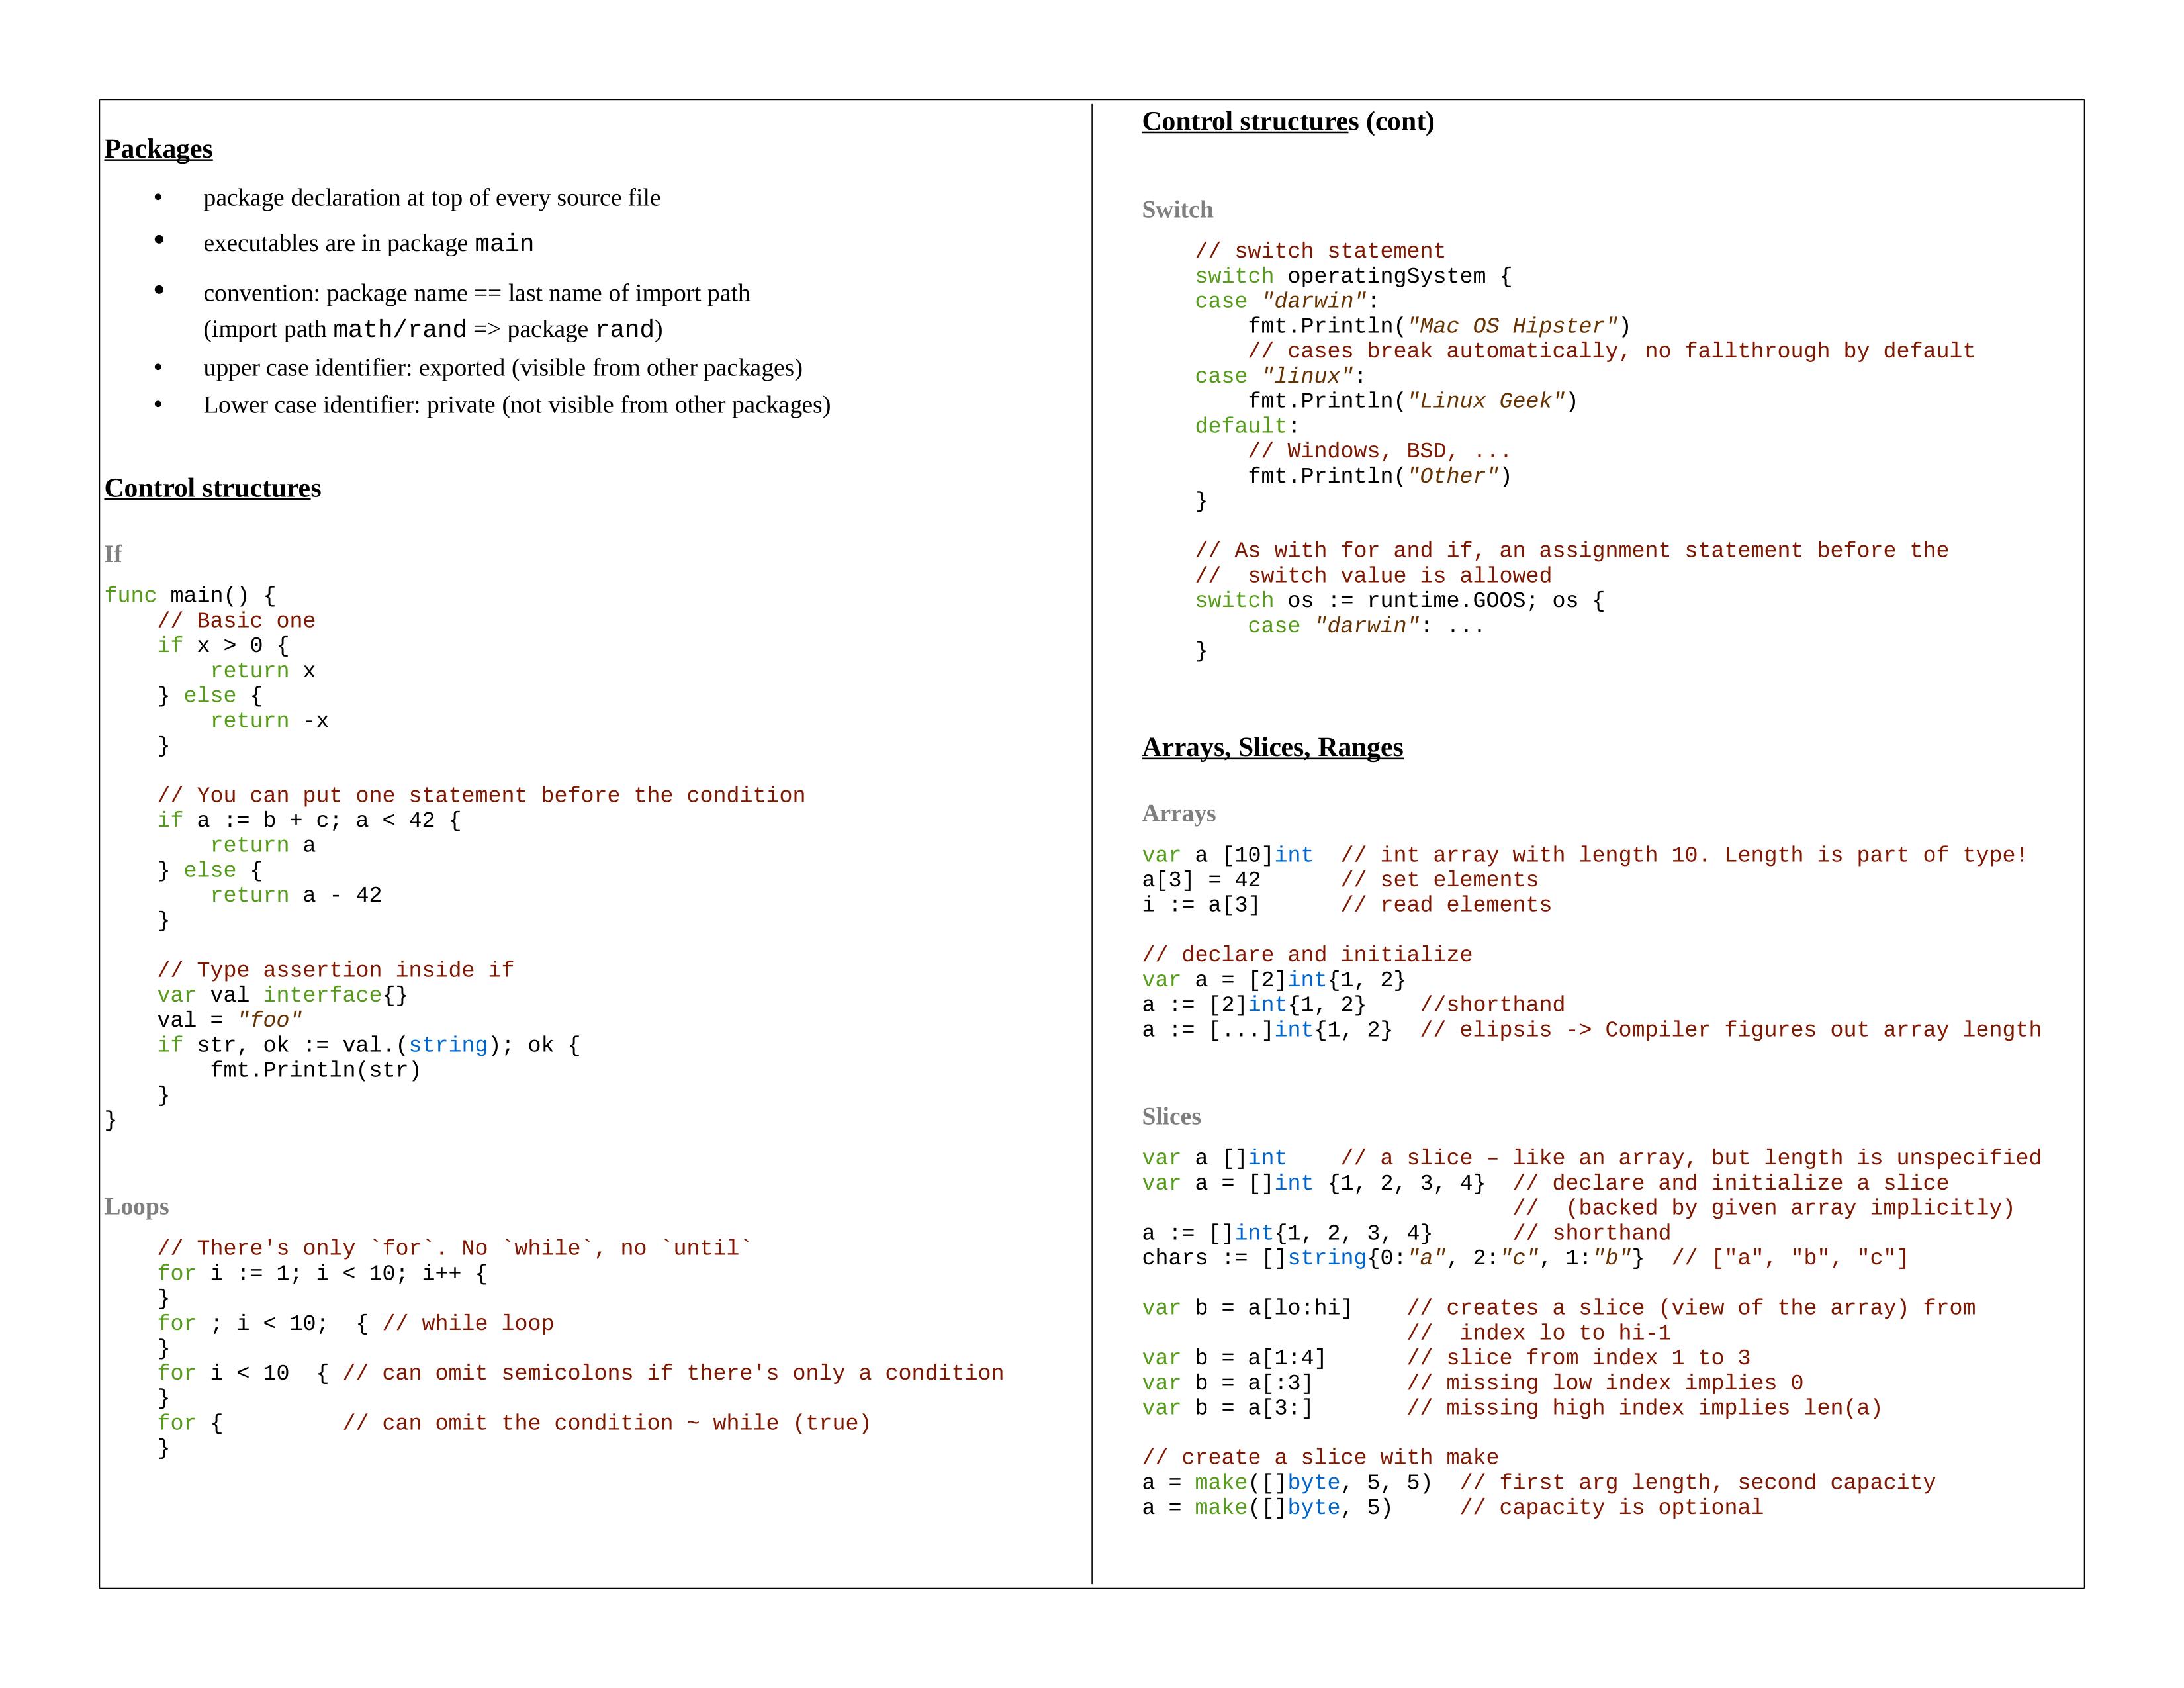 Packages
• package declaration at top of every source file
• executables are in package main
• convention: package name == last name of import path
(import path math/rand => package rand)
• upper case identifier: exported (visible from other packages)
• Lower case identifier: private (not visible from other packages)
Control structures
If
func main() {
    // Basic one
    if x > 0 {
        return x
    } else {
        return -x
    }
    // You can put one statement before the condition
    if a := b + c; a < 42 {
        return a
    } else {
        return a - 42
    }
    // Type assertion inside if
    var val interface{}
    val = "foo"
    if str, ok := val.(string); ok {
        fmt.Println(str)
    }
}
Loops
    // There's only `for`. No `while`, no `until`
    for i := 1; i < 10; i++ {
    }
    for ; i < 10;  { // while loop
    }
    for i < 10  { // can omit semicolons if there's only a condition
    }
    for {         // can omit the condition ~ while (true)
    }
Control structures (cont)
Switch
    // switch statement
    switch operatingSystem {
    case "darwin":
        fmt.Println("Mac OS Hipster")
        // cases break automatically, no fallthrough by default
    case "linux":
        fmt.Println("Linux Geek")
    default:
        // Windows, BSD, ...
        fmt.Println("Other")
    }
    // As with for and if, an assignment statement before the
    //  switch value is allowed
    switch os := runtime.GOOS; os {
        case "darwin": ...
    }
Arrays, Slices, Ranges
Arrays
var a [10]int  // int array with length 10. Length is part of type!
a[3] = 42      // set elements
i := a[3]      // read elements
// declare and initialize
var a = [2]int{1, 2}
a := [2]int{1, 2}    //shorthand
a := [...]int{1, 2}  // elipsis -> Compiler figures out array length
Slices
var a []int    // a slice – like an array, but length is unspecified
var a = []int {1, 2, 3, 4}  // declare and initialize a slice
                            //  (backed by given array implicitly)
a := []int{1, 2, 3, 4}      // shorthand
chars := []string{0:"a", 2:"c", 1:"b"}  // ["a", "b", "c"]
var b = a[lo:hi]    // creates a slice (view of the array) from
                    //  index lo to hi-1
var b = a[1:4]      // slice from index 1 to 3
var b = a[:3]       // missing low index implies 0
var b = a[3:]       // missing high index implies len(a)
// create a slice with make
a = make([]byte, 5, 5)  // first arg length, second capacity
a = make([]byte, 5)     // capacity is optional